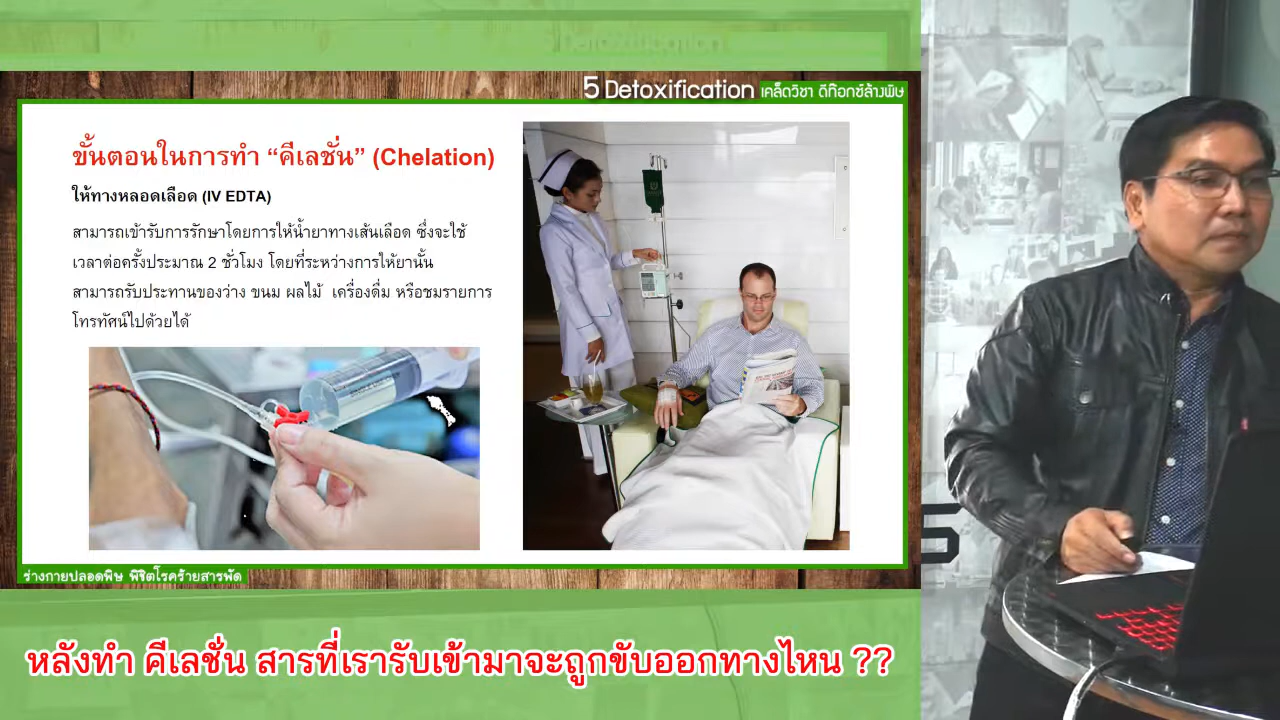 5 Detoxification เคล็ดวิชา ดีท๊อกซ์ล้างพิษ
ขั้นตอนในการทำ “คีเลชั่น” (Chelation)
ให้ทางหลอดเลือด (IV EDTA)
สามารถเข้ารับการรักษาโดยการให้น้ำยาทางเส้นเลือด ซึ่งจะใช้
เวลาต่อครั้งประมาณ 2 ชั่วโมง โดยที่ระหว่างการให้ยานั้น
สามารถรับประทานของว่าง ขนม ผลไม้ เครื่องดื่ม หรือชมรายการ
โทรทัศน์ไปด้วยได้
ร่างกายปลอดพิษ พิชิตโรคร้ายสารพัด
หลังทำ คีเลชั่น สารที่เรารับเข้ามาจะถูกขับออกทางไหน ??
5